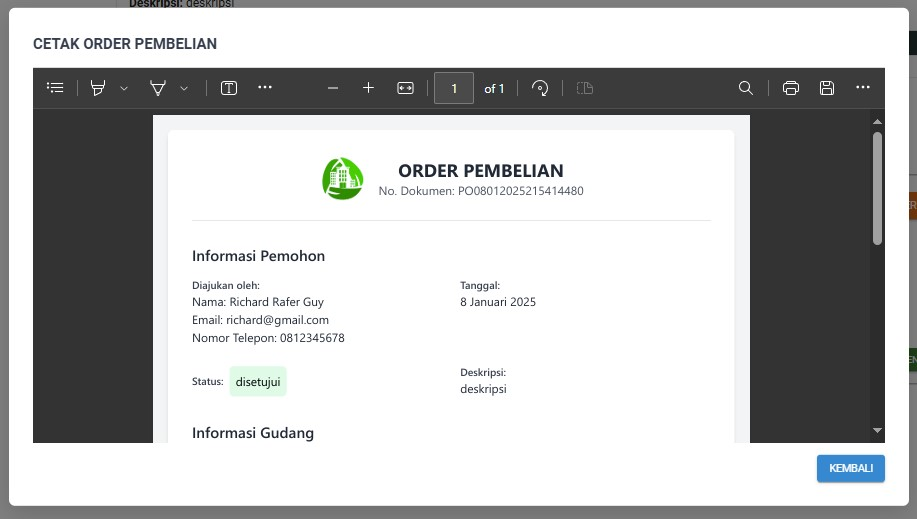 Deskripsi: deskripsi
CETAK ORDER PEMBELIAN
1 of 1
ORDER PEMBELIAN
No. Dokumen: PO08012025215414480
Informasi Pemohon
Diajukan oleh:
Nama: Richard Rafer Guy
Email: richard@gmail.com
Nomor Telepon: 0812345678
Tanggal:
8 Januari 2025
Status: disetujui
Deskripsi:
deskripsi
Informasi Gudang
KEMBALI